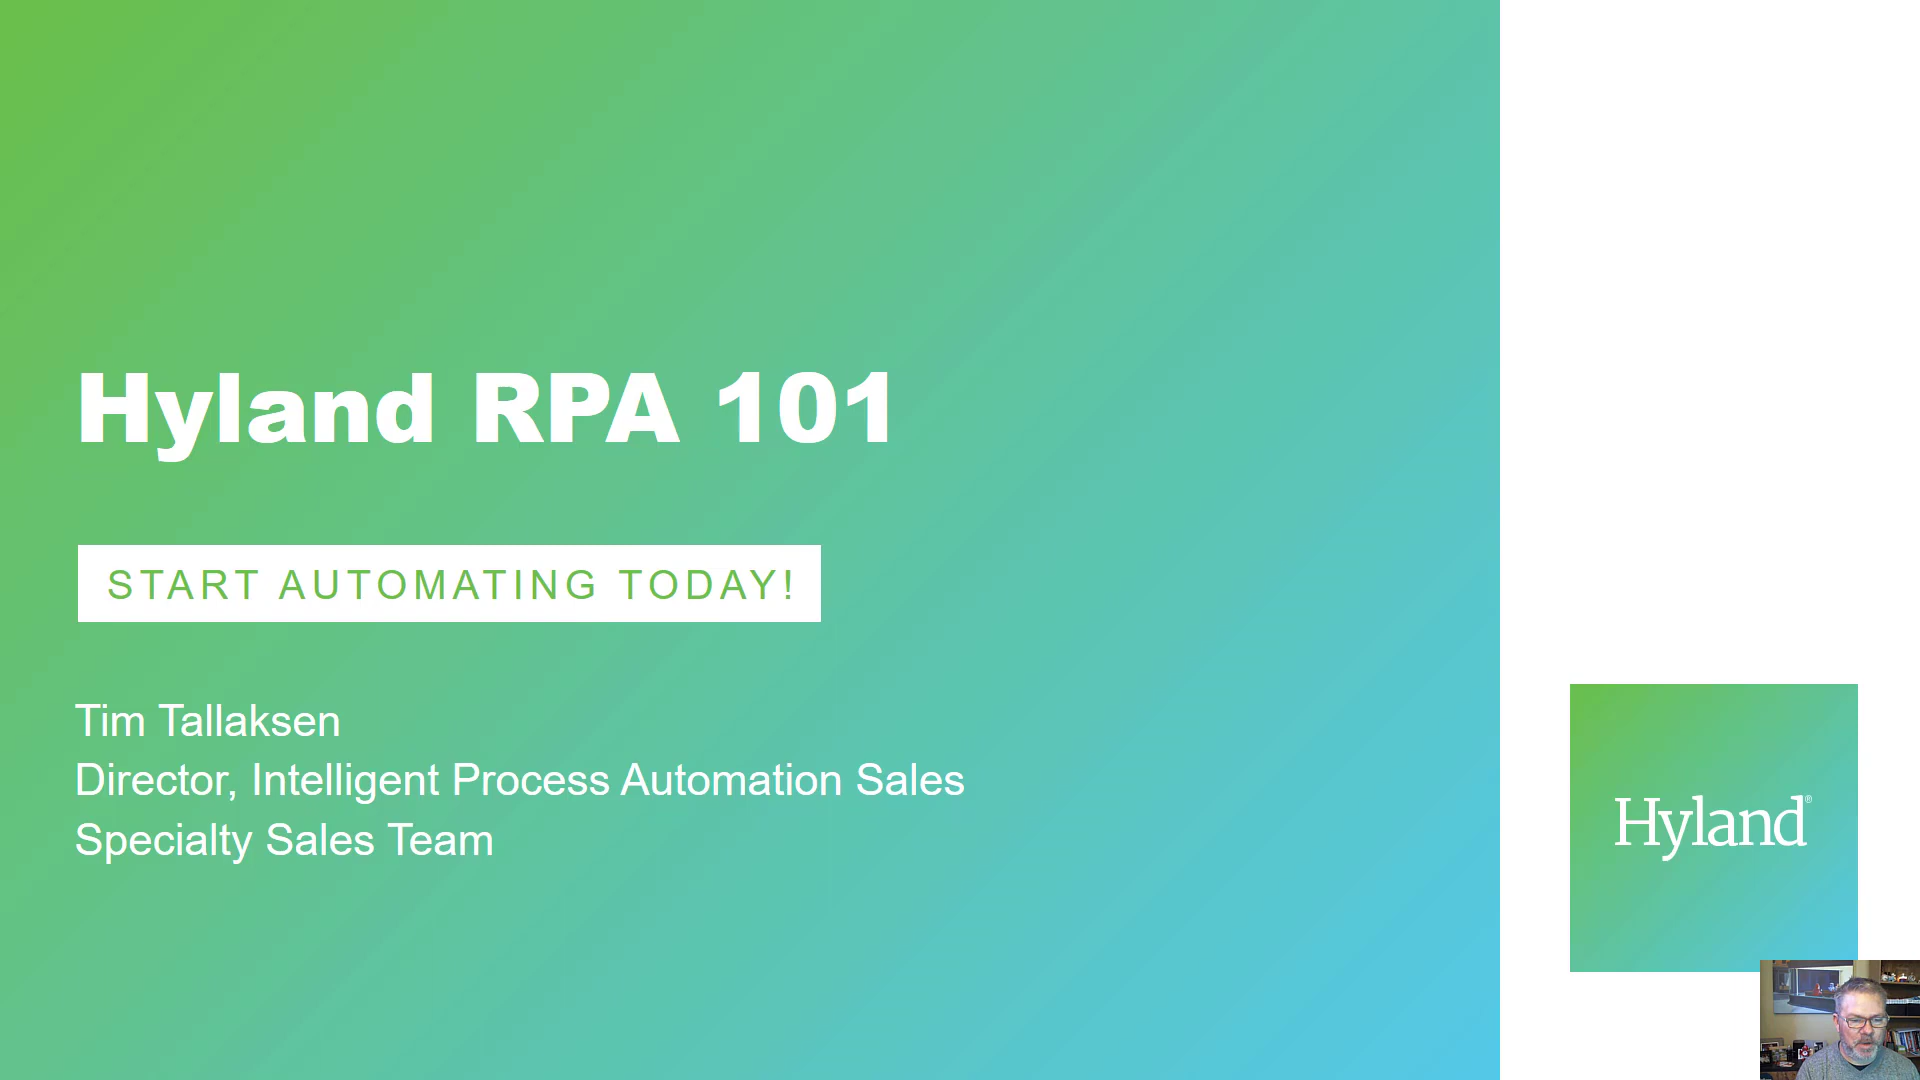 Hyland RPA 101
START AUTOMATING TODAY!
Tim Tallaksen
Director, Intelligent Process Automation Sales
Specialty Sales Team
Hyland®